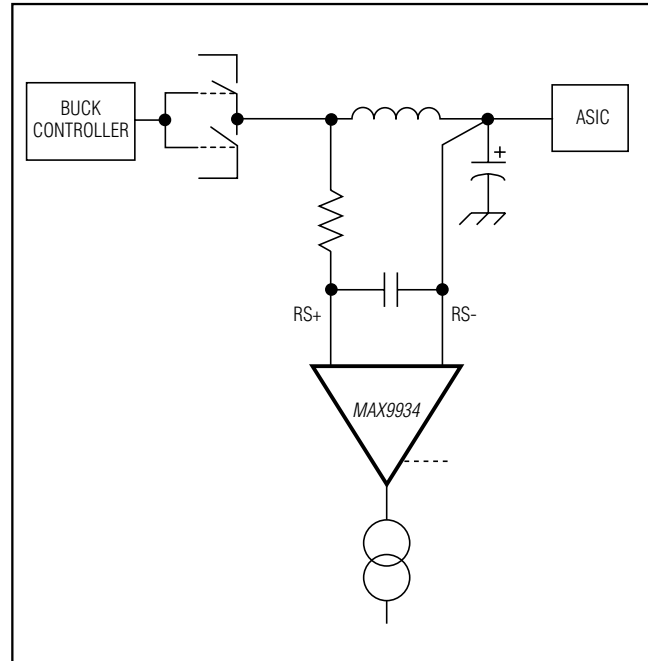 BUCK
CONTROLLER
ASIC
+
RS+
RS-
MAX9934